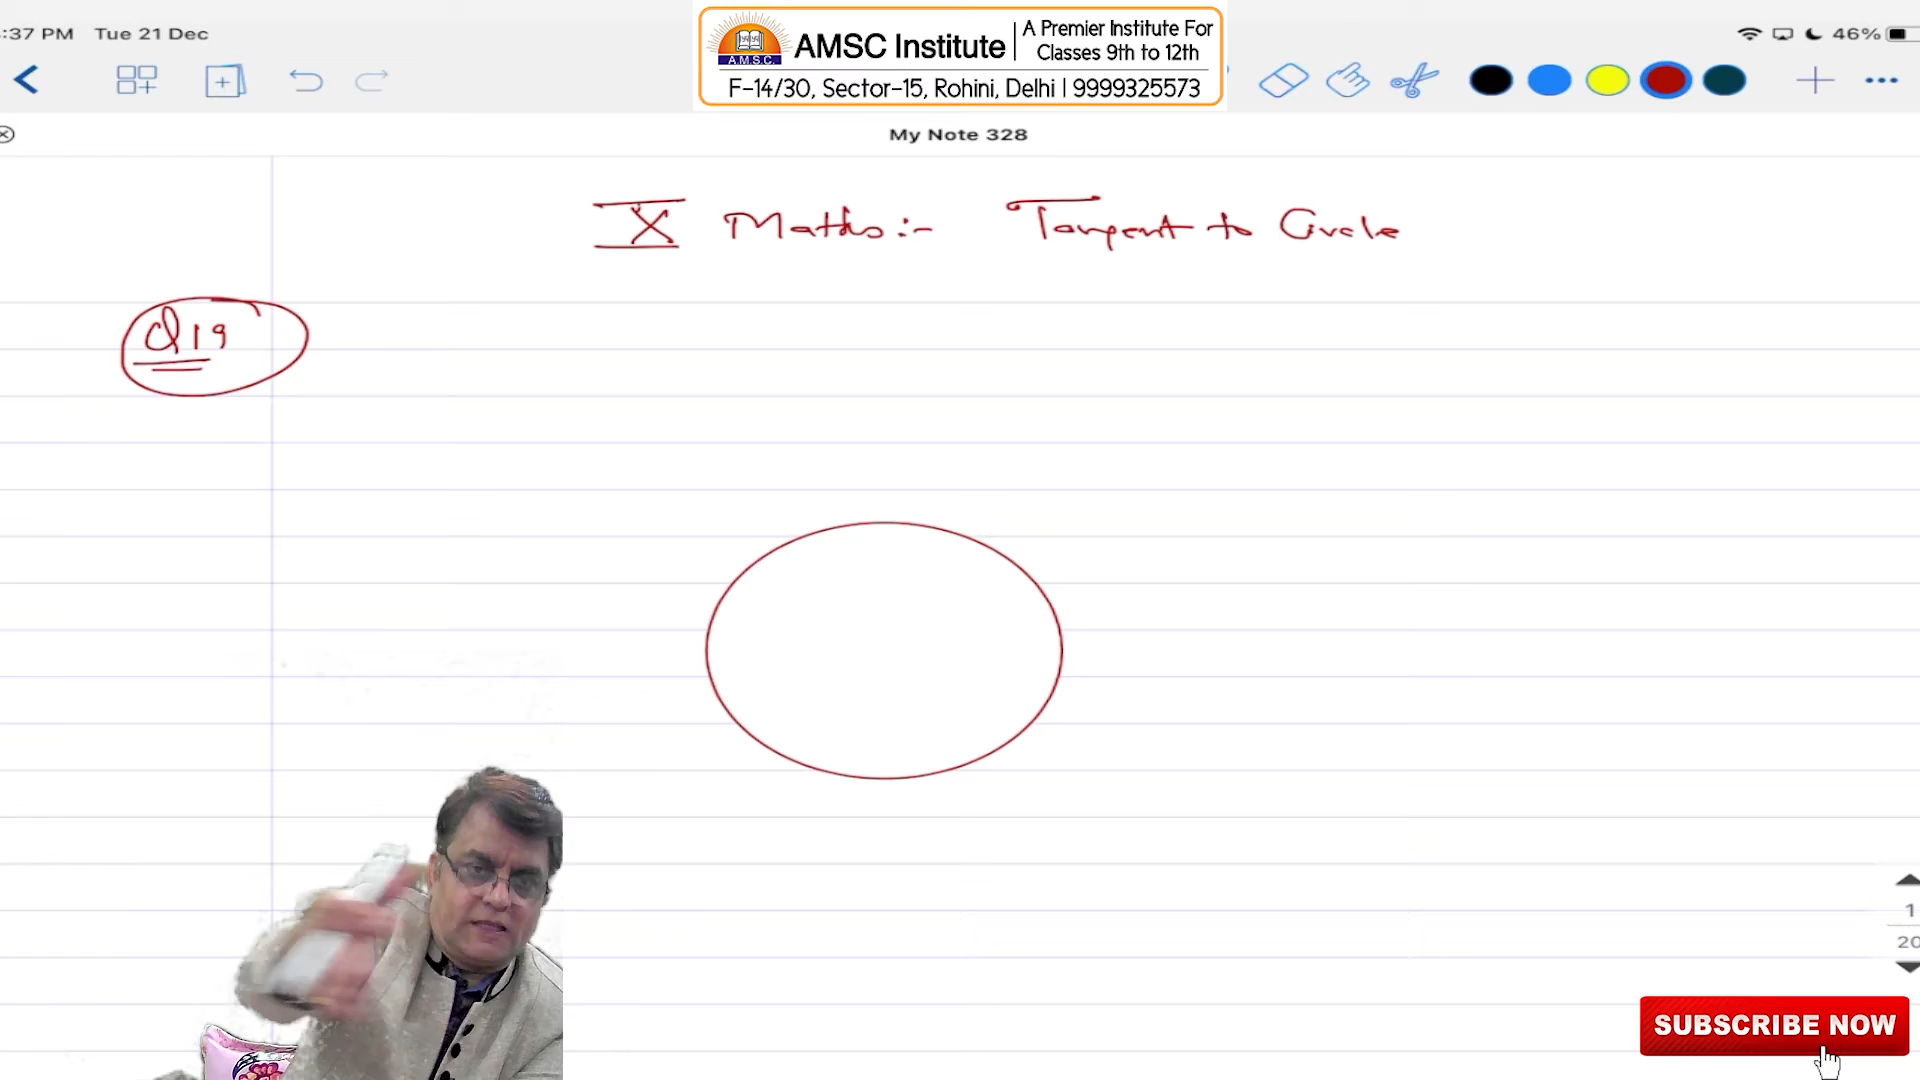 :37 PM Tue 21 Dec
A.M.S.C.
AMSC Institute
A Premier Institute For
Classes 9th to 12th
F-14/30, Sector-15, Rohini, Delhi | 9999325573
46%
My Note 328
X Maths:- Tangent to Circle
Q19
1
20
SUBSCRIBE NOW